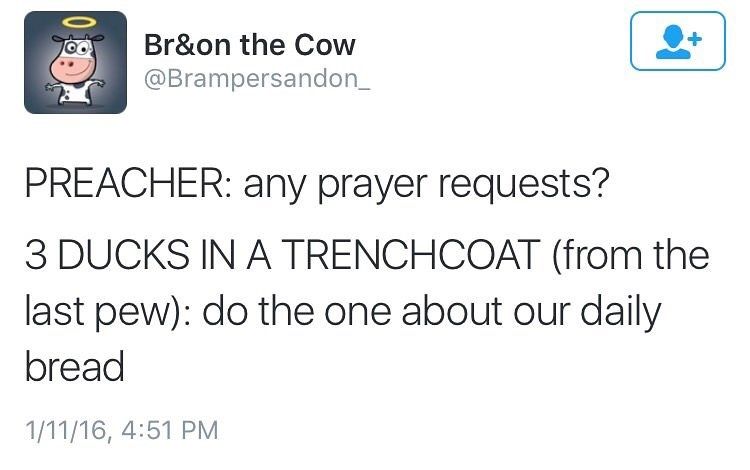 Br&on the Cow
@Brampersandon_
PREACHER: any prayer requests?
3 DUCKS IN A TRENCHCOAT (from the
last pew): do the one about our daily
bread
1/11/16, 4:51 PM